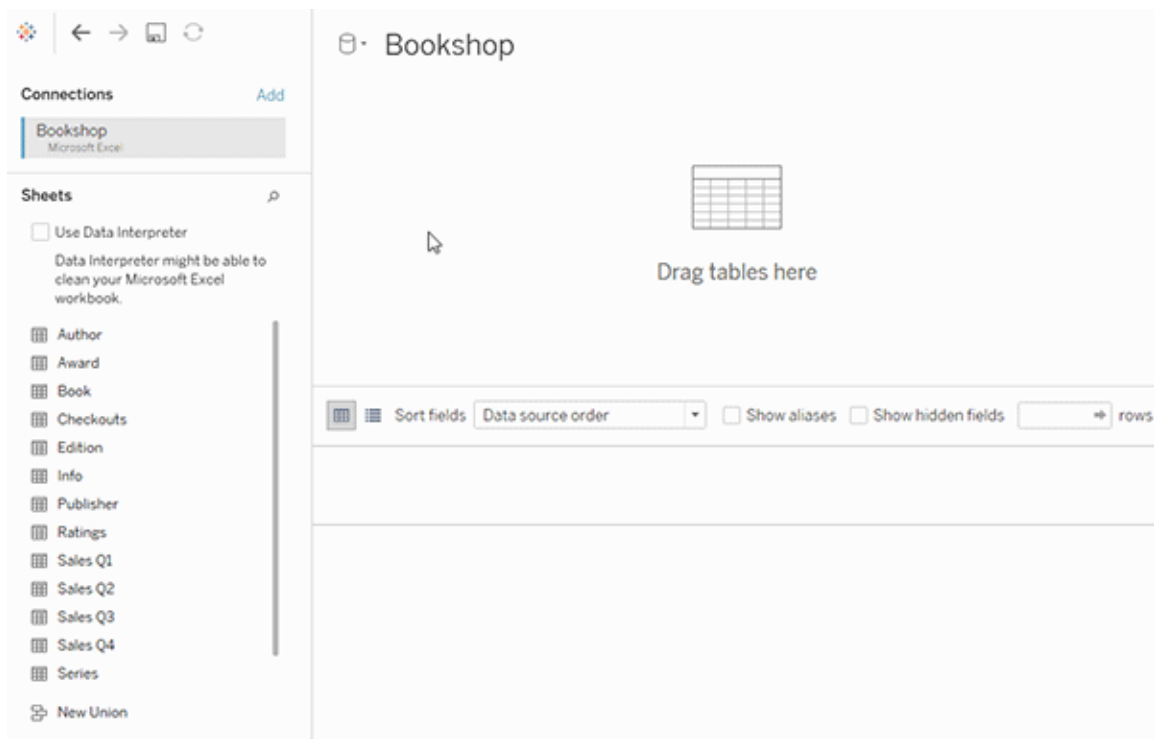 Bookshop
Connections
Add
Bookshop
Microsoft Excel
Sheets
Use Data Interpreter
Data Interpreter might be able to
clean your Microsoft Excel
workbook.
Author
Award
Book
Checkouts
Edition
Info
Publisher
Ratings
Sales Q1
Sales Q2
Sales Q3
Sales Q4
Series
New Union
Drag tables here
Sort fields Data source order Show aliases Show hidden fields rows